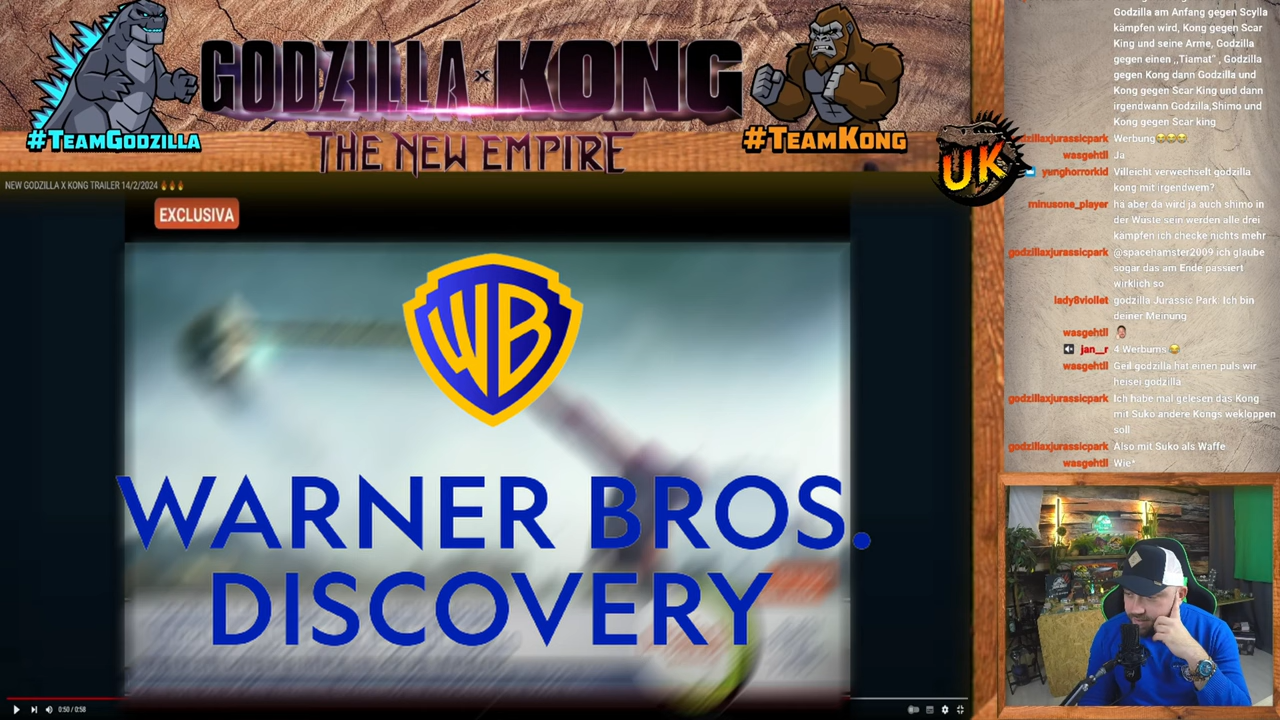 GODZILLA x KONG
THE NEW EMPIRE
#TEAMGODZILLA
#TEAMKONG
UK
NEW GODZILLA X KONG TRAILER 14/2/2024
EXCLUSIVA
WB
WARNER BROS.
DISCOVERY
0:50 / 0:58
Godzilla am Anfang gegen Scylla
kämpfen wird, Kong gegen Scar
King und seine Arme, Godzilla
gegen einen ,,Tiamat" , Godzilla
gegen Kong dann Godzilla und
Kong gegen Scar King und dann
irgendwann Godzilla,Shimo und
Kong gegen Scar king
zillaxjurassicpark Werbung😂😂😂
wasgehtll Ja
yunghorrorkid Villeicht verwechselt godzilla
kong mit irgendwem?
minusone_player hä aber da wird ja auch shimo in
der Wüste sein werden alle drei
kämpfen ich checke nichts mehr
godzillaxjurassicpark @spacehamster2009 ich glaube
sogar das am Ende passiert
wirklich so
lady8viollet godzilla Jurassic Park. Ich bin
deiner Meinung
wasgehtll
jan__r 4 Werbums 😂
wasgehtll Geil godzilla hat einen puls wir
heisei godzilla
godzillaxjurassicpark Ich habe mal gelesen das Kong
mit Suko andere Kongs wekloppen
soll
godzillaxjurassicpark Also mit Suko als Waffe
wasgehtll Wie*